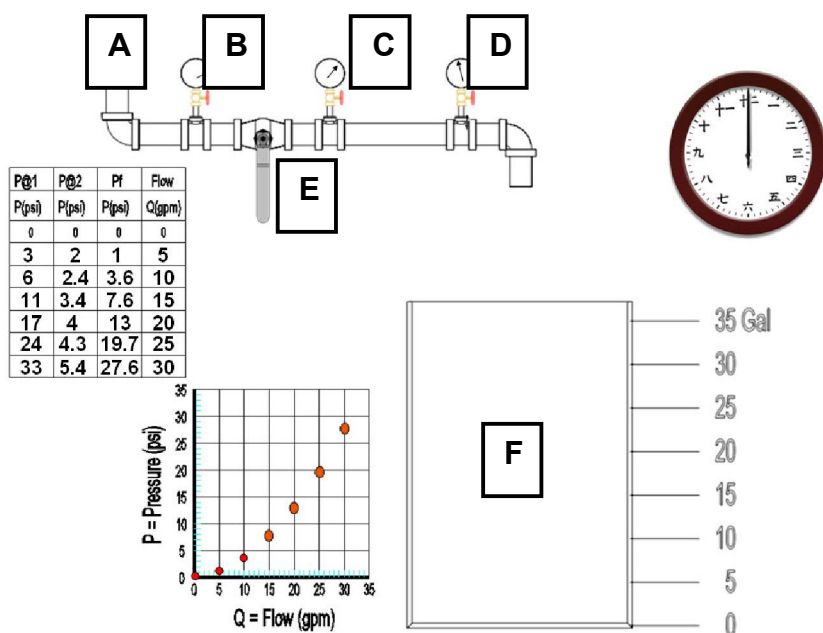 A
B
C
D
E
十二
一
二
三
四
五
六
七
八
九
十
十一
P@1 P@2 Pf Flow
P(psi) P(psi) P(psi) Q(gpm)
0 0 0 0
3 2 1 5
6 2.4 3.6 10
11 3.4 7.6 15
17 4 13 20
24 4.3 19.7 25
33 5.4 27.6 30
35 Gal
30
25
20
15
10
5
0
F
P = Pressure (psi)
35
30
25
20
15
10
5
0
0 5 10 15 20 25 30 35
Q = Flow (gpm)